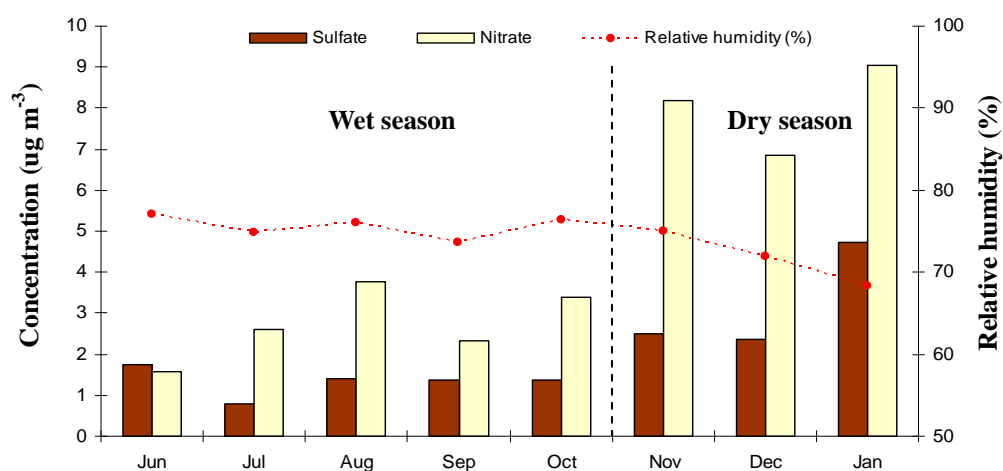 Sulfate
Nitrate
Relative humidity (%)
Wet season
Dry season
Concentration (ug m⁻³)
10
9
8
7
6
5
4
3
2
1
0
Relative humidity (%)
100
90
80
70
60
50
Jun
Jul
Aug
Sep
Oct
Nov
Dec
Jan